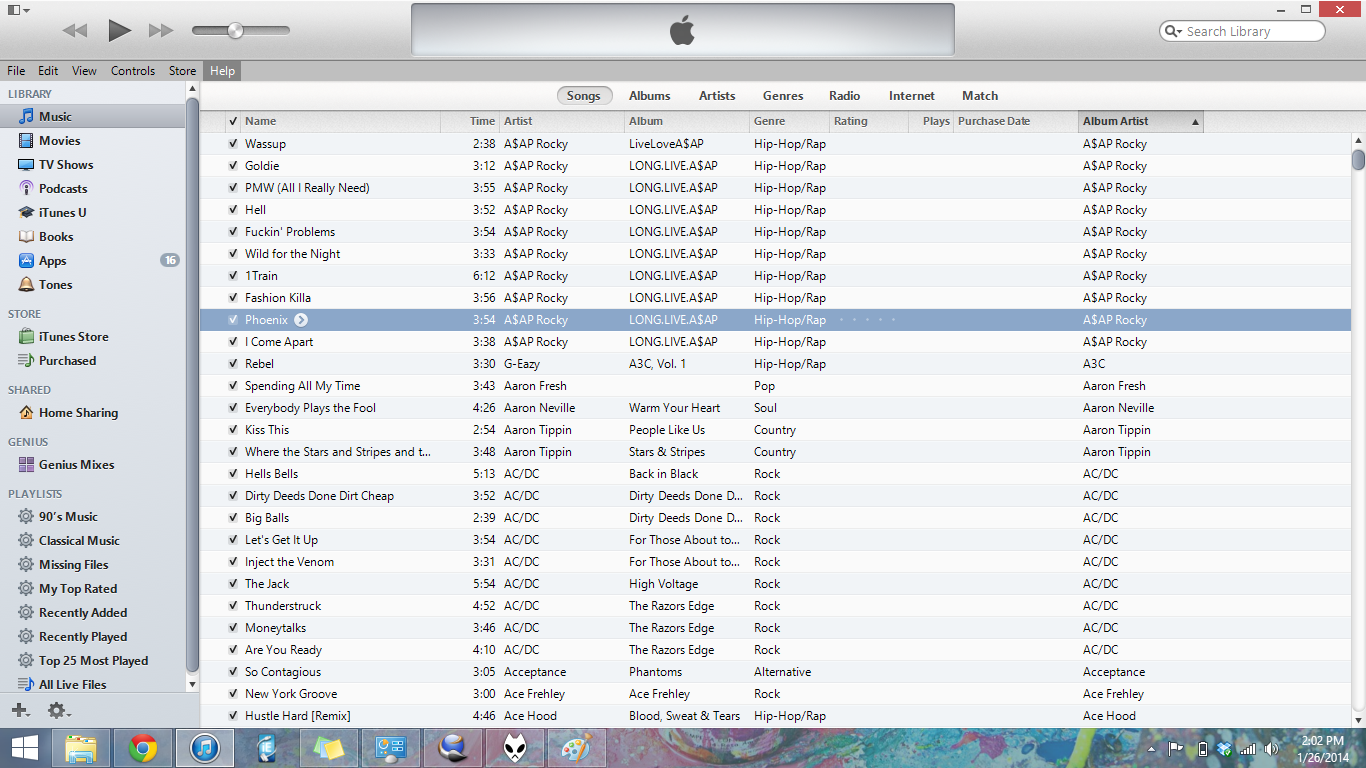 Search Library
File Edit View Controls Store Help
LIBRARY
Music
Movies
TV Shows
Podcasts
iTunes U
Books
Apps 16
Tones
STORE
iTunes Store
Purchased
SHARED
Home Sharing
GENIUS
Genius Mixes
PLAYLISTS
90's Music
Classical Music
Missing Files
My Top Rated
Recently Added
Recently Played
Top 25 Most Played
All Live Files
Songs Albums Artists Genres Radio Internet Match
Name Time Artist Album Genre Rating Plays Purchase Date Album Artist
Wassup 2:38 A$AP Rocky LiveLoveA$AP Hip-Hop/Rap A$AP Rocky
Goldie 3:12 A$AP Rocky LONG.LIVE.A$AP Hip-Hop/Rap A$AP Rocky
PMW (All I Really Need) 3:55 A$AP Rocky LONG.LIVE.A$AP Hip-Hop/Rap A$AP Rocky
Hell 3:52 A$AP Rocky LONG.LIVE.A$AP Hip-Hop/Rap A$AP Rocky
Fuckin' Problems 3:54 A$AP Rocky LONG.LIVE.A$AP Hip-Hop/Rap A$AP Rocky
Wild for the Night 3:33 A$AP Rocky LONG.LIVE.A$AP Hip-Hop/Rap A$AP Rocky
1Train 6:12 A$AP Rocky LONG.LIVE.A$AP Hip-Hop/Rap A$AP Rocky
Fashion Killa 3:56 A$AP Rocky LONG.LIVE.A$AP Hip-Hop/Rap A$AP Rocky
Phoenix 3:54 A$AP Rocky LONG.LIVE.A$AP Hip-Hop/Rap A$AP Rocky
I Come Apart 3:38 A$AP Rocky LONG.LIVE.A$AP Hip-Hop/Rap A$AP Rocky
Rebel 3:30 G-Eazy A3C, Vol. 1 Hip-Hop/Rap A3C
Spending All My Time 3:43 Aaron Fresh Pop Aaron Fresh
Everybody Plays the Fool 4:26 Aaron Neville Warm Your Heart Soul Aaron Neville
Kiss This 2:54 Aaron Tippin People Like Us Country Aaron Tippin
Where the Stars and Stripes and t... 3:48 Aaron Tippin Stars & Stripes Country Aaron Tippin
Hells Bells 5:13 AC/DC Back in Black Rock AC/DC
Dirty Deeds Done Dirt Cheap 3:52 AC/DC Dirty Deeds Done D... Rock AC/DC
Big Balls 2:39 AC/DC Dirty Deeds Done D... Rock AC/DC
Let's Get It Up 3:54 AC/DC For Those About to... Rock AC/DC
Inject the Venom 3:31 AC/DC For Those About to... Rock AC/DC
The Jack 5:54 AC/DC High Voltage Rock AC/DC
Thunderstruck 4:52 AC/DC The Razors Edge Rock AC/DC
Moneytalks 3:46 AC/DC The Razors Edge Rock AC/DC
Are You Ready 4:10 AC/DC The Razors Edge Rock AC/DC
So Contagious 3:05 Acceptance Phantoms Alternative Acceptance
New York Groove 3:00 Ace Frehley Ace Frehley Rock Ace Frehley
Hustle Hard [Remix] 4:46 Ace Hood Blood, Sweat & Tears Hip-Hop/Rap Ace Hood
2:02 PM
1/26/2014